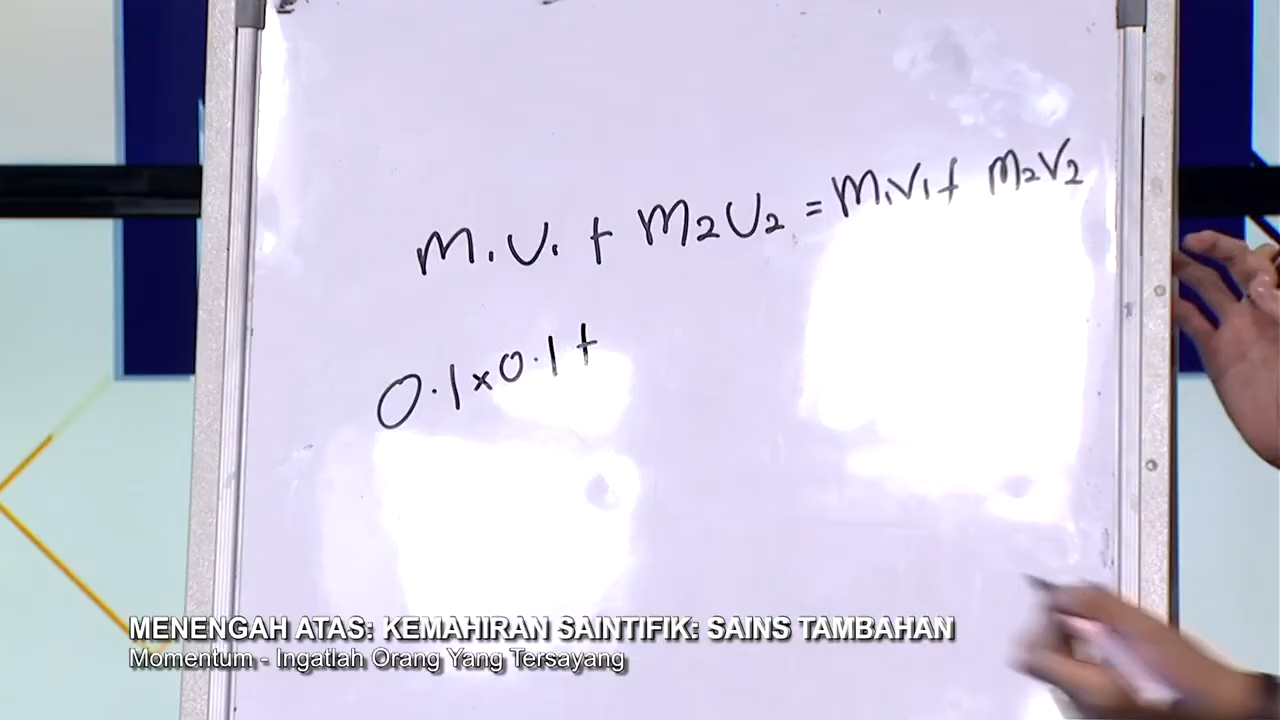 m₁u₁ + m₂u₂ = m₁v₁ + m₂v₂
0.1 × 0.1 +
MENENGAH ATAS: KEMAHIRAN SAINTIFIK: SAINS TAMBAHAN
Momentum - Ingatlah Orang Yang Tersayang